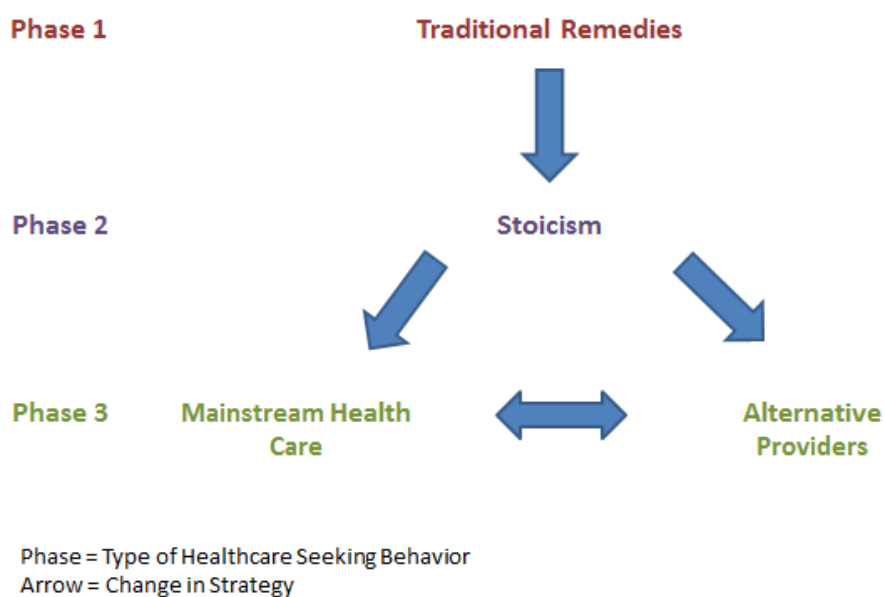 Phase 1 Traditional Remedies
Phase 2 Stoicism
Phase 3 Mainstream Health Alternative
Care Providers
Phase = Type of Healthcare Seeking Behavior
Arrow = Change in Strategy